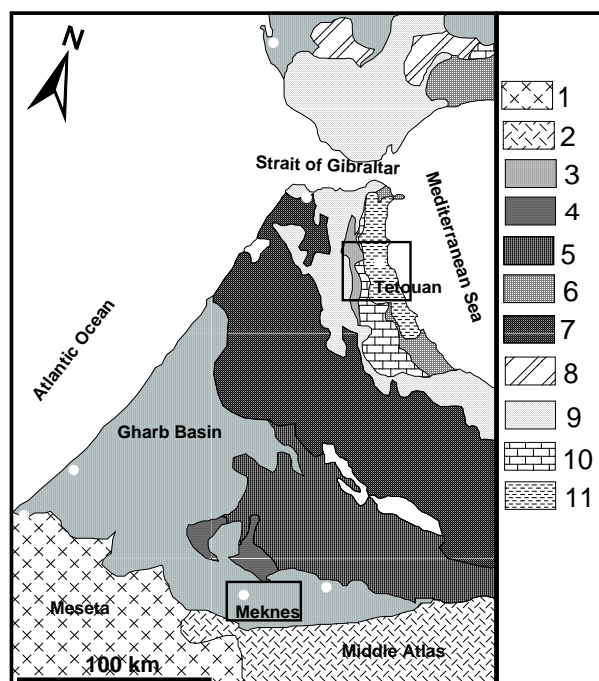 N
Strait of Gibraltar
Mediterranean Sea
Tetouan
Atlantic Ocean
Gharb Basin
Meseta
Meknes
Middle Atlas
100 km
1
2
3
4
5
6
7
8
9
10
11